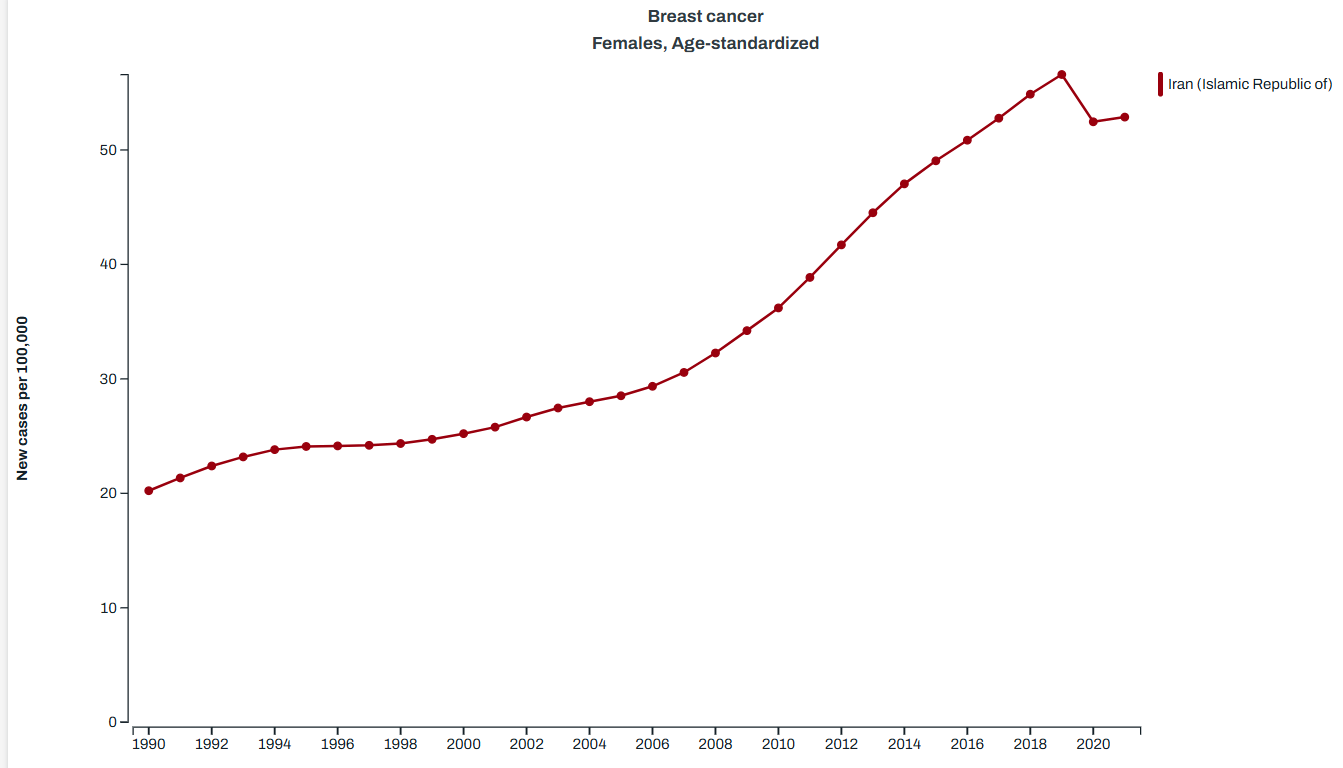 Breast cancer
Females, Age-standardized
Iran (Islamic Republic of)
New cases per 100,000
50
40
30
20
10
0
1990 1992 1994 1996 1998 2000 2002 2004 2006 2008 2010 2012 2014 2016 2018 2020